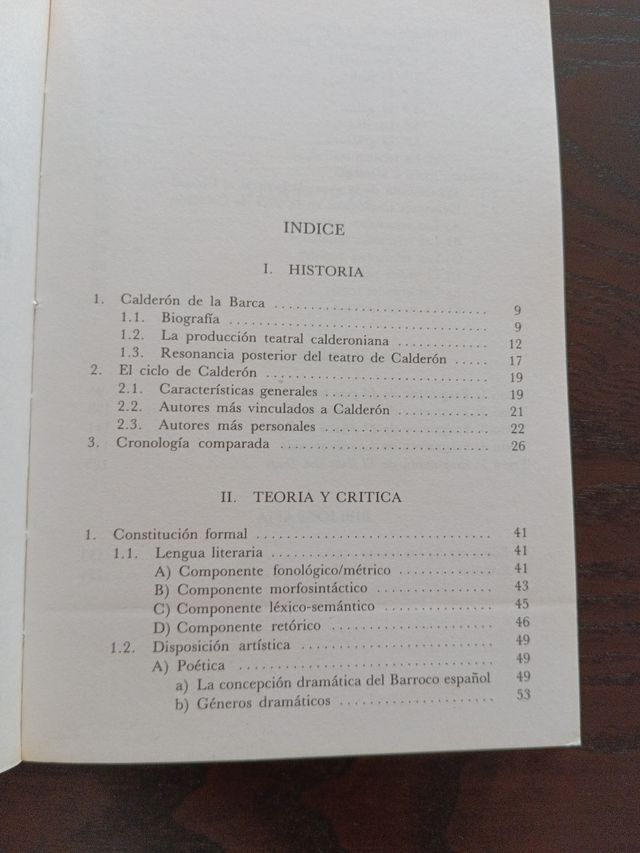 INDICE
I. HISTORIA
1. Calderón de la Barca .............................. 9
1.1. Biografía ..................................... 9
1.2. La producción teatral calderoniana .............. 12
1.3. Resonancia posterior del teatro de Calderón ..... 17
2. El ciclo de Calderón ................................ 19
2.1. Características generales ........................ 19
2.2. Autores más vinculados a Calderón ............. 21
2.3. Autores más personales ........................ 22
3. Cronología comparada ............................. 26
II. TEORIA Y CRITICA
1. Constitución formal ................................. 41
1.1. Lengua literaria ............................... 41
A) Componente fonológico/métrico ............. 41
B) Componente morfosintáctico ................. 43
C) Componente léxico-semántico ............... 45
D) Componente retórico ....................... 46
1.2. Disposición artística ........................... 49
A) Poética .................................... 49
a) La concepción dramática del Barroco español 49
b) Géneros dramáticos ..................... 53